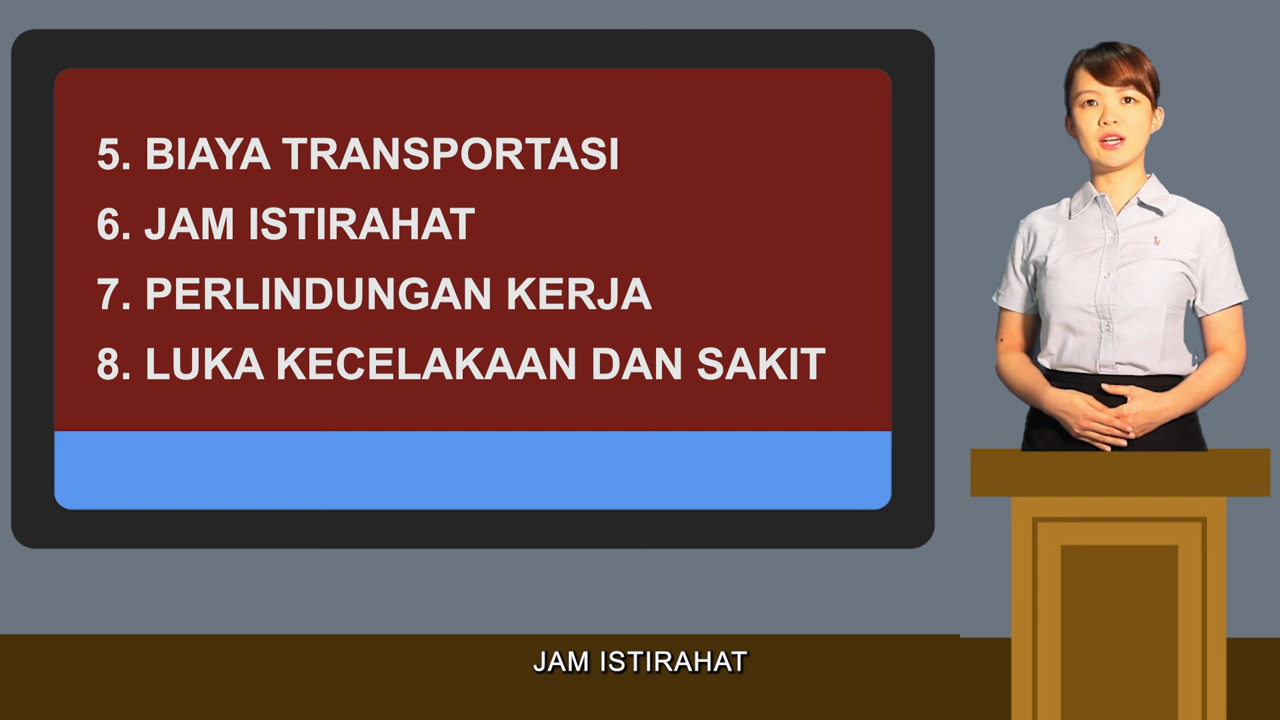 5. BIAYA TRANSPORTASI
6. JAM ISTIRAHAT
7. PERLINDUNGAN KERJA
8. LUKA KECELAKAAN DAN SAKIT
JAM ISTIRAHAT